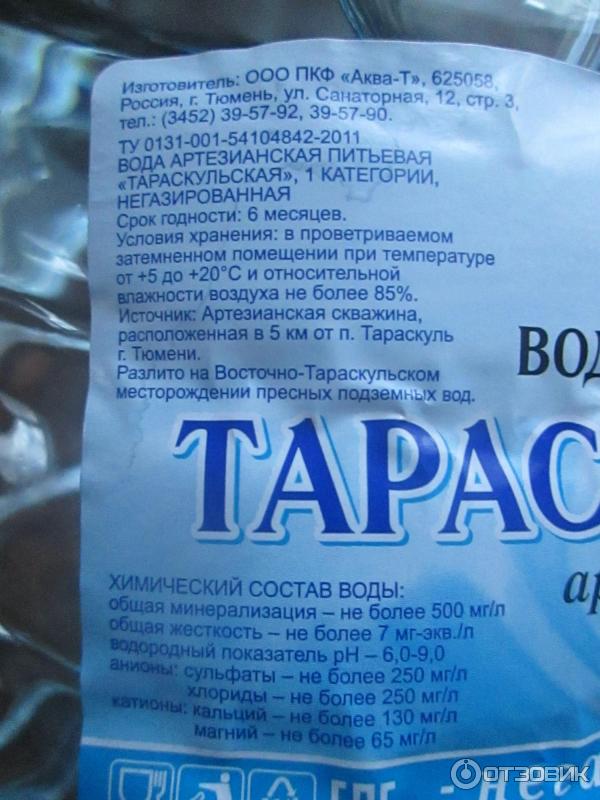 Изготовитель: ООО ПКФ «Аква-Т», 625058,
Россия, г. Тюмень, ул. Санаторная, 12, стр. 3,
тел.: (3452) 39-57-92, 39-57-90.
ТУ 0131-001-54104842-2011
ВОДА АРТЕЗИАНСКАЯ ПИТЬЕВАЯ
«ТАРАСКУЛЬСКАЯ», 1 КАТЕГОРИИ,
НЕГАЗИРОВАННАЯ
Срок годности: 6 месяцев.
Условия хранения: в проветриваемом
затемненном помещении при температуре
от +5 до +20°С и относительной
влажности воздуха не более 85%.
Источник: Артезианская скважина,
расположенная в 5 км от п. Тараскуль
г. Тюмени.
Разлито на Восточно-Тараскульском
месторождении пресных подземных вод.
ВОД
ТАРАС
ар
ХИМИЧЕСКИЙ СОСТАВ ВОДЫ:
общая минерализация – не более 500 мг/л
общая жесткость – не более 7 мг-экв./л
водородный показатель pH – 6,0-9,0
анионы: сульфаты – не более 250 мг/л
хлориды – не более 250 мг/л
катионы: кальций – не более 130 мг/л
магний – не более 65 мг/л
- нега
ОТЗОВИК